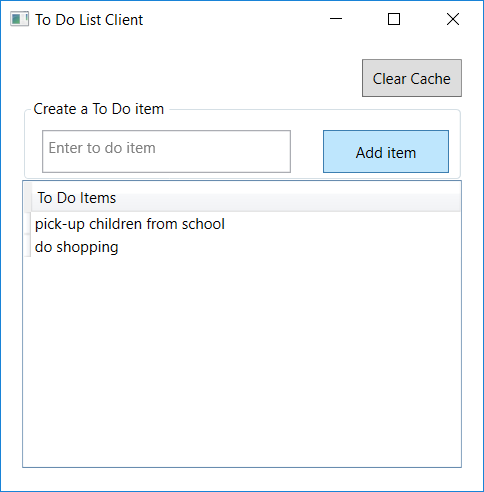 To Do List Client
Clear Cache
Create a To Do item
Enter to do item
Add item
To Do Items
pick-up children from school
do shopping